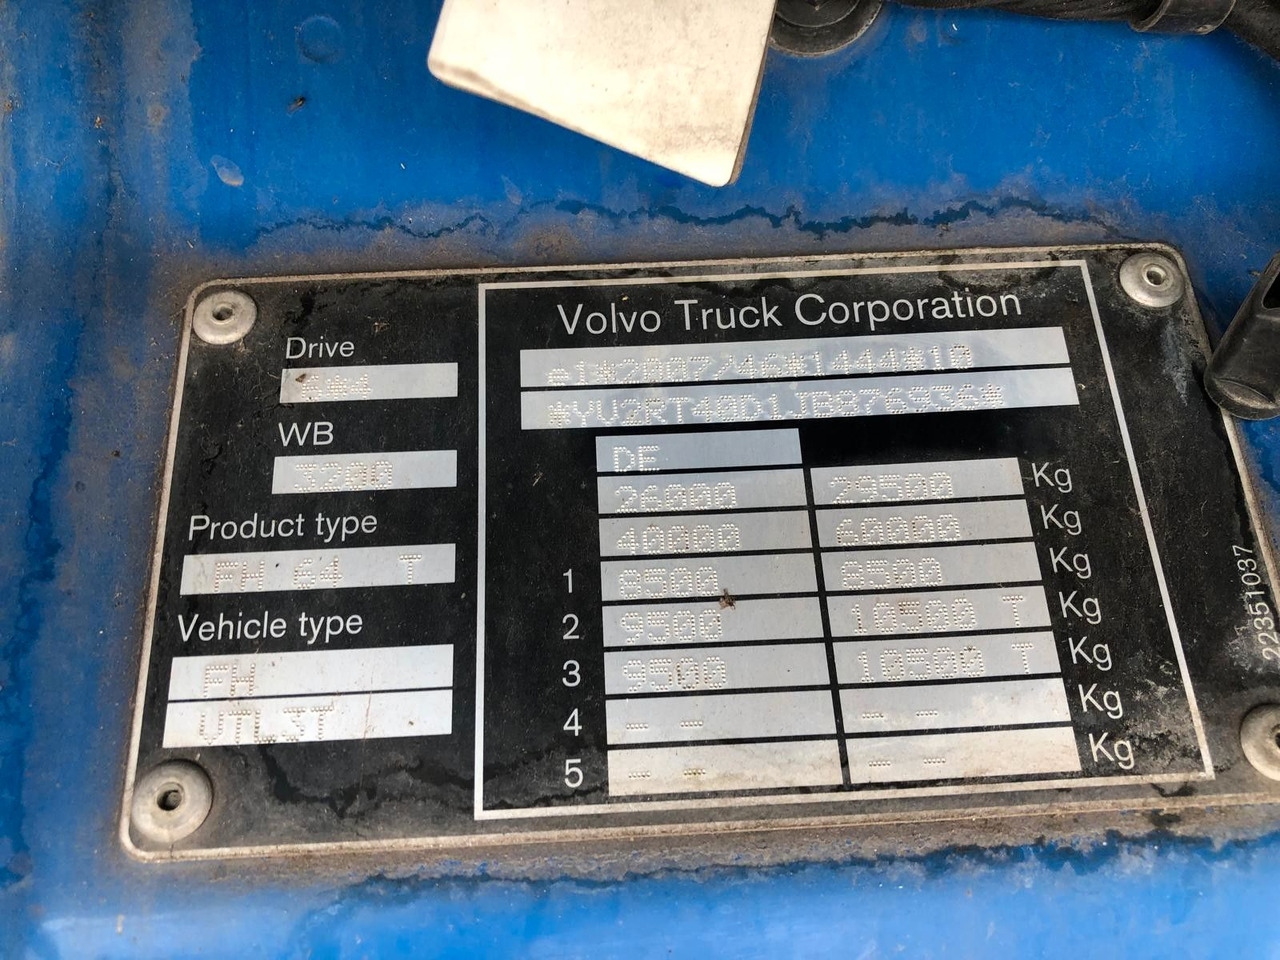 Drive
6*4
WB
3200
Product type
FH 64 T
Vehicle type
FH
VTL3T
Volvo Truck Corporation
e1*2007/46*1444*10
*YV2RT40D1JB876936*
DE
26000 29500 Kg
40000 60000 Kg
1 8500 8500 Kg
2 9500 10500 T Kg
3 9500 10500 T Kg
4 -- -- -- -- Kg
5 -- -- -- -- Kg
22351037